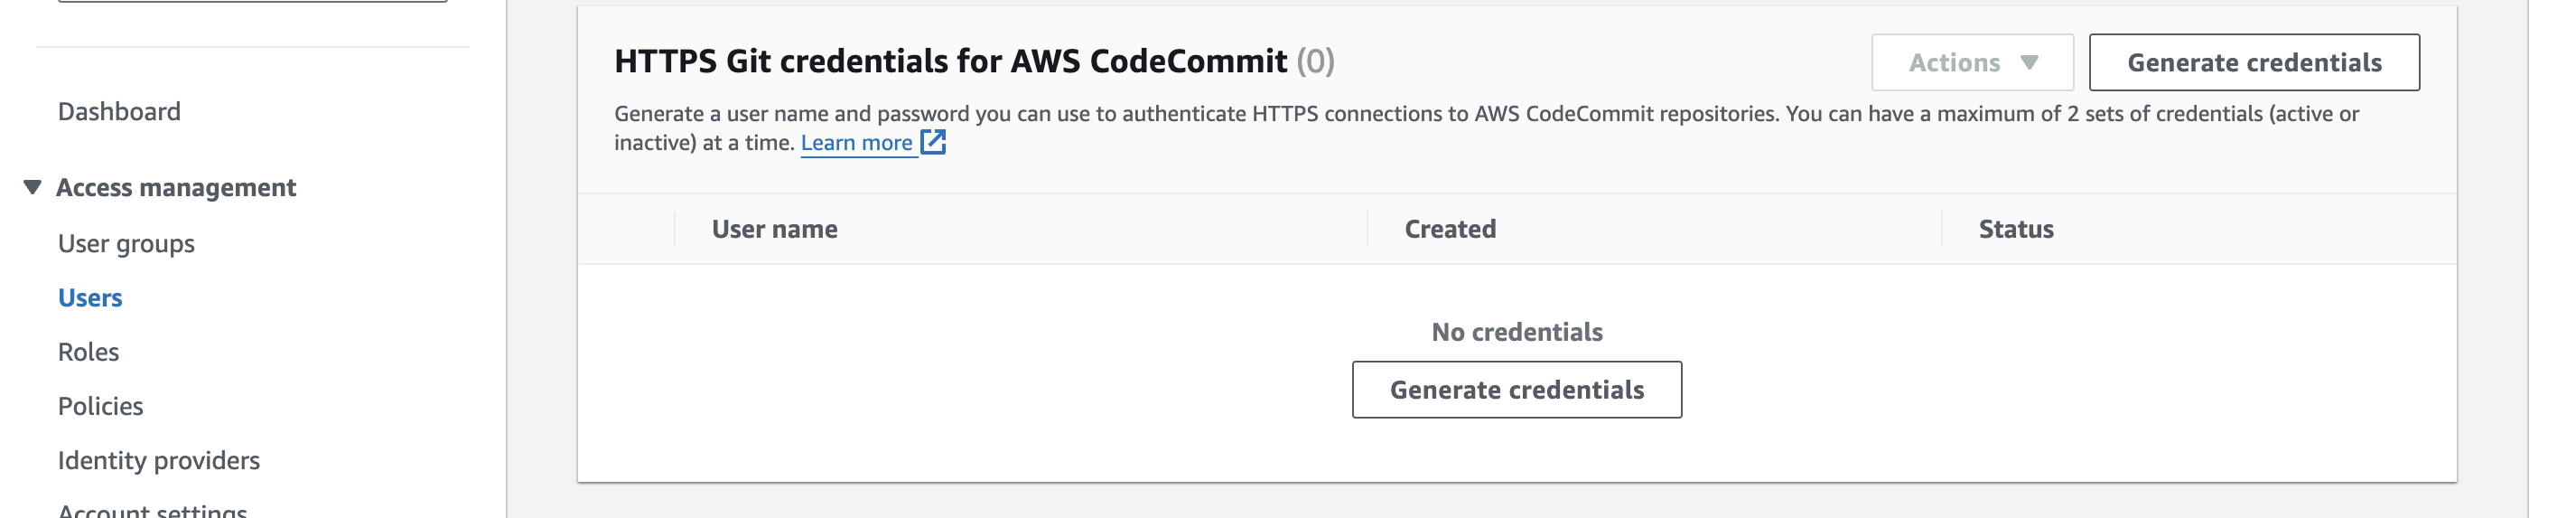 Dashboard
Access management
User groups
Users
Roles
Policies
Identity providers
Account settings
HTTPS Git credentials for AWS CodeCommit (0)
Actions
Generate credentials
Generate a user name and password you can use to authenticate HTTPS connections to AWS CodeCommit repositories. You can have a maximum of 2 sets of credentials (active or
inactive) at a time. Learn more
User name
Created
Status
No credentials
Generate credentials